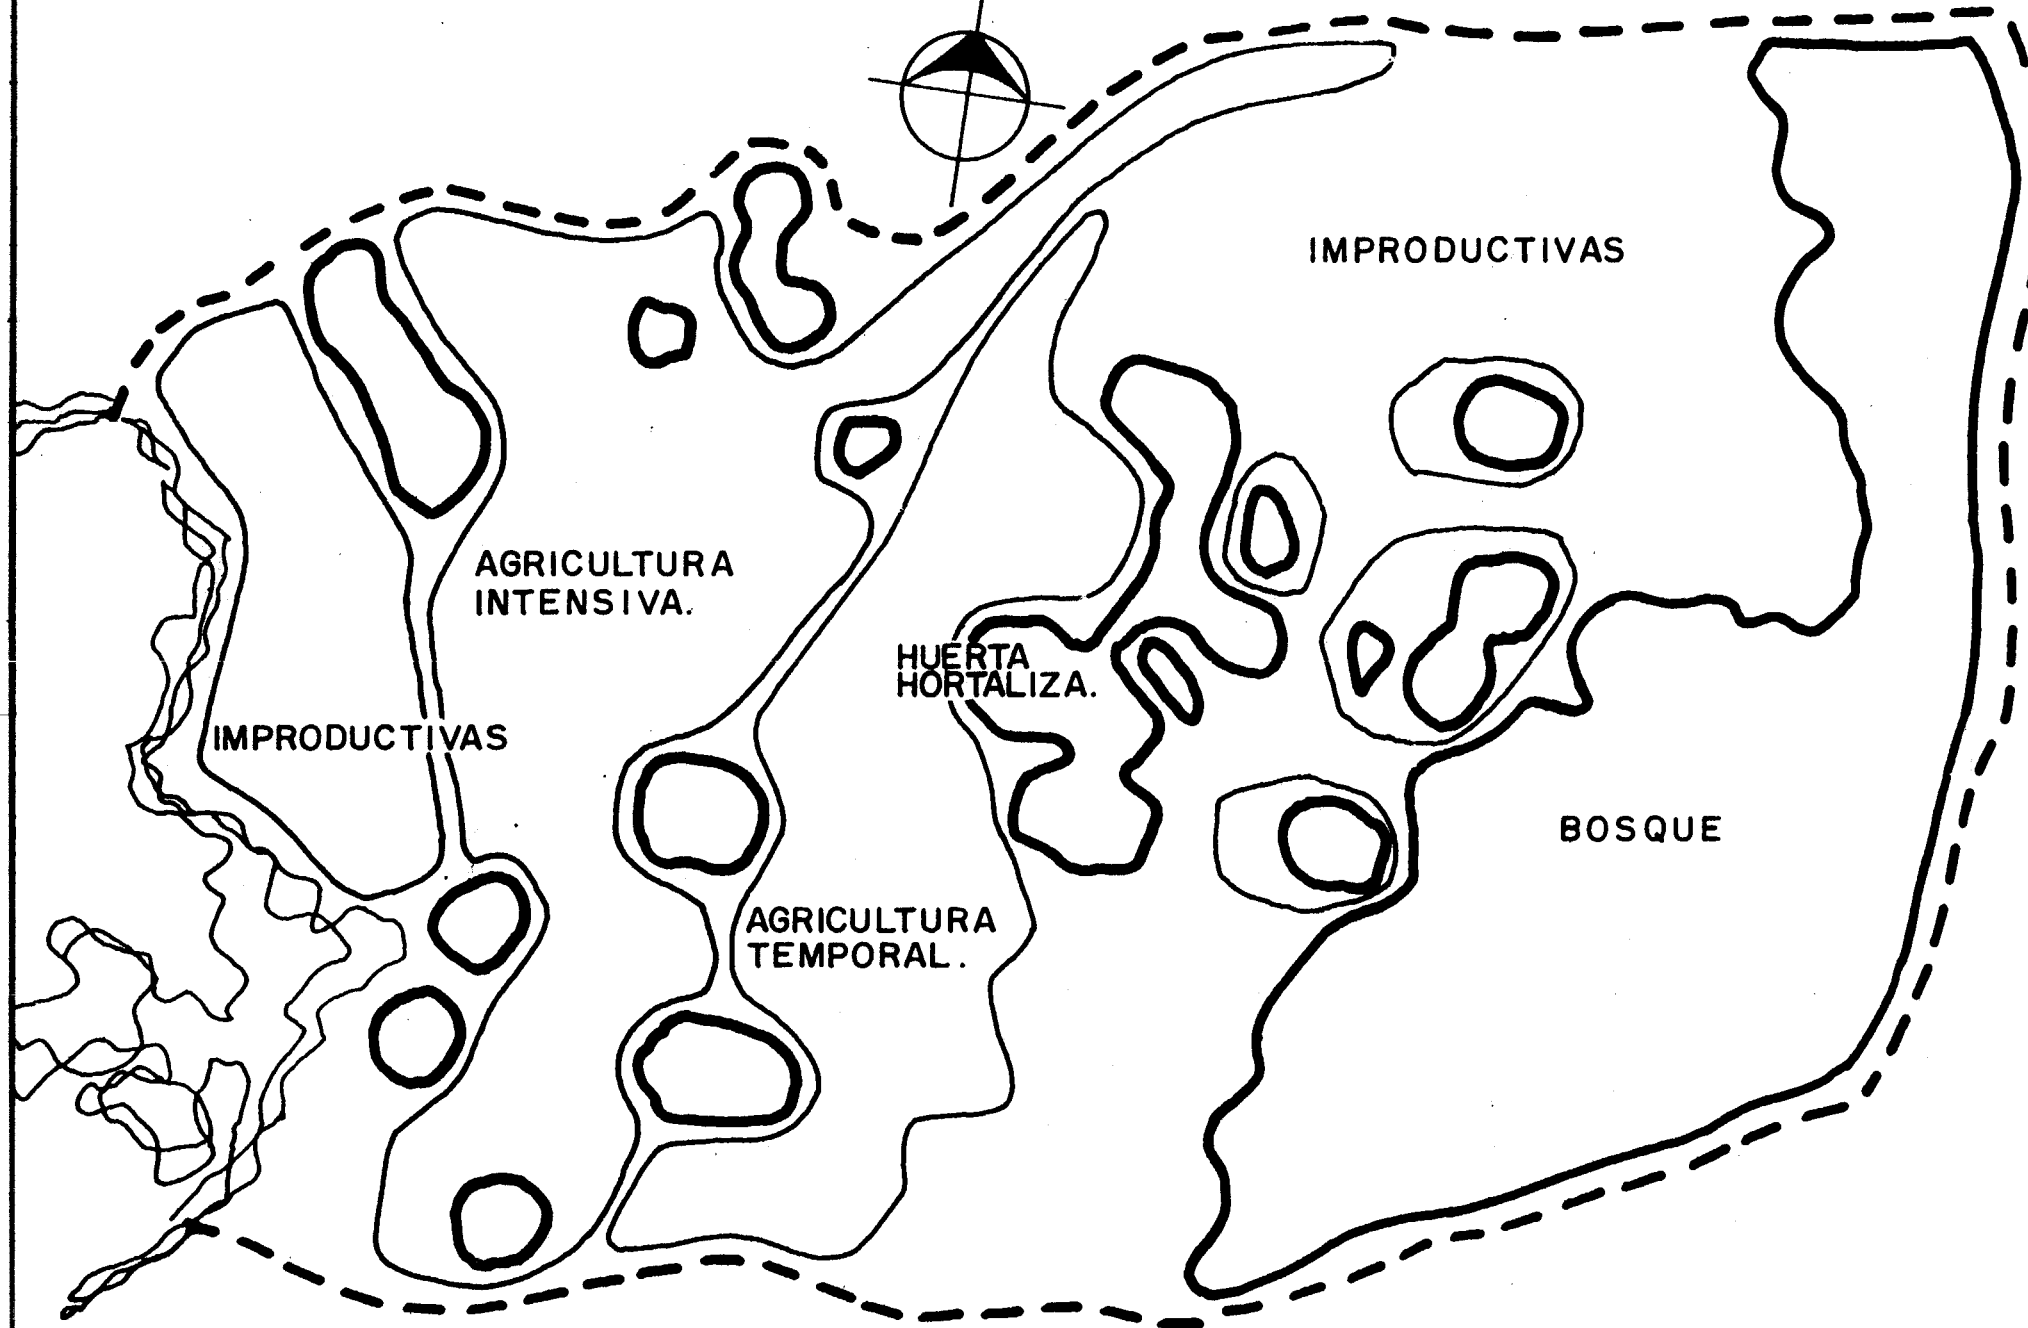 IMPRODUCTIVAS
AGRICULTURA
INTENSIVA.
HUERTA
HORTALIZA.
IMPRODUCTIVAS
BOSQUE
AGRICULTURA
TEMPORAL.